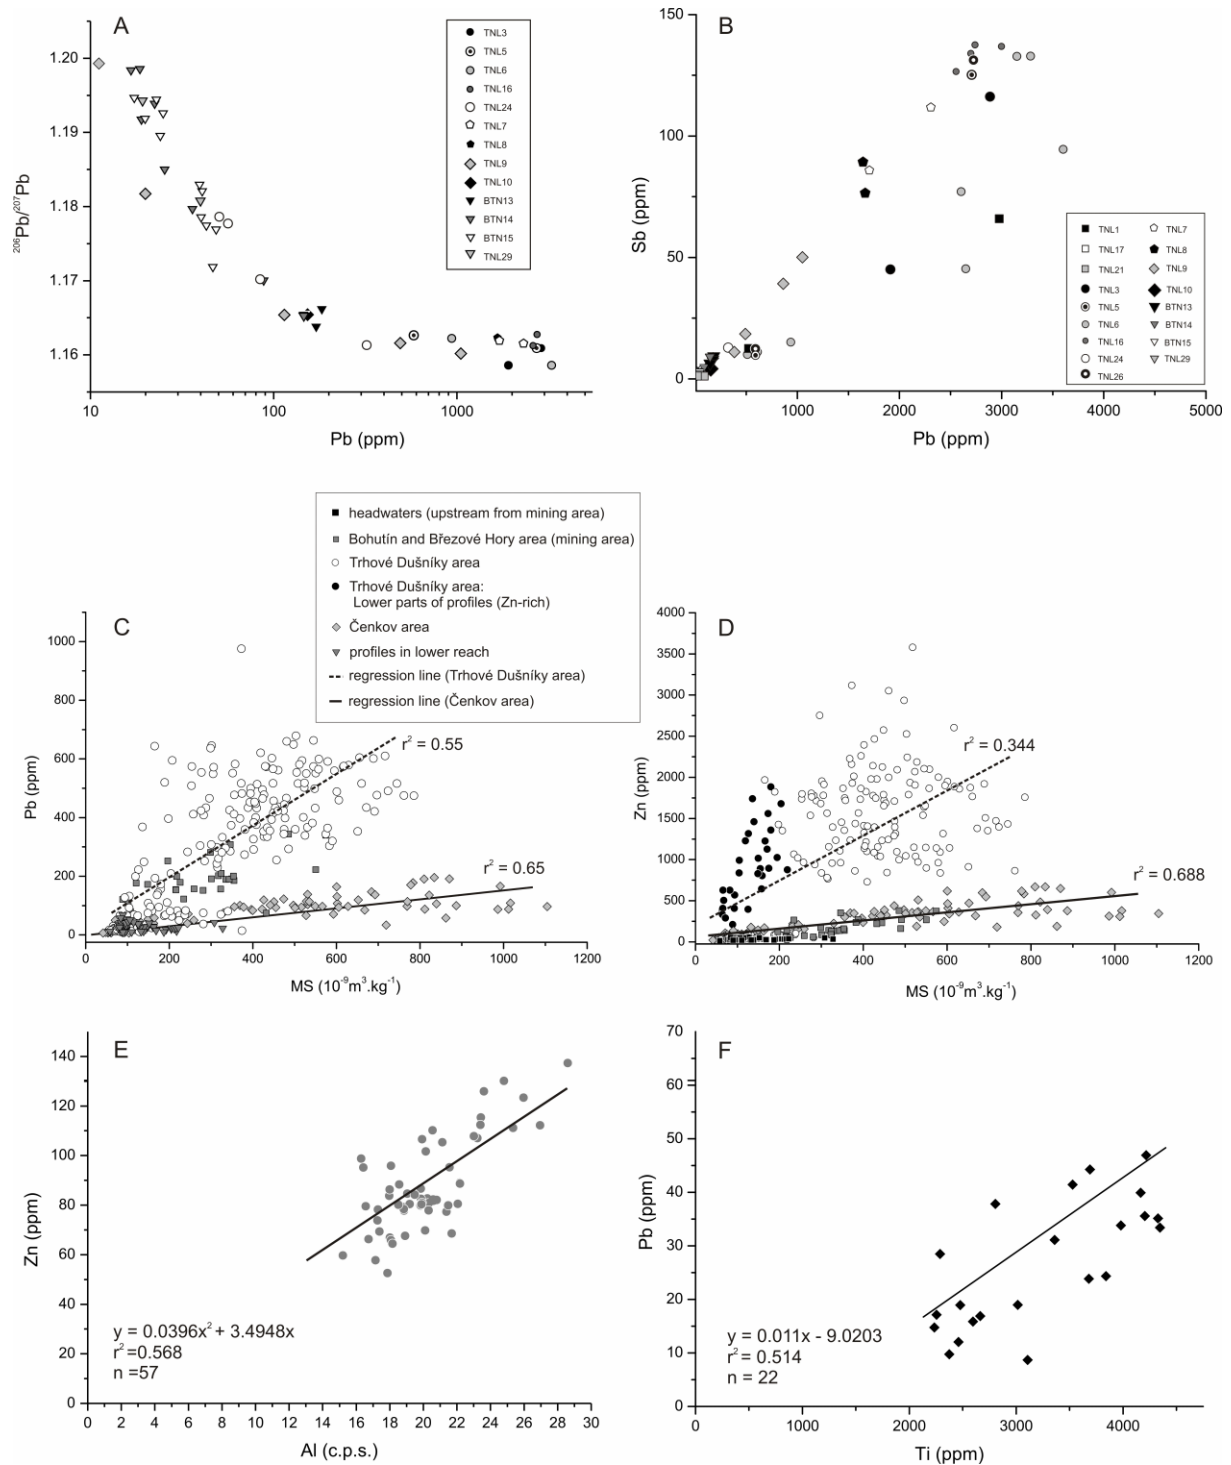 A
1.20
1.19
1.18
1.17
1.16
²⁰⁶Pb/²⁰⁷Pb
10
100
1000
Pb (ppm)
TNL3
TNL5
TNL6
TNL16
TNL24
TNL7
TNL8
TNL9
TNL10
BTN13
BTN14
BTN15
TNL29
B
150
100
50
0
Sb (ppm)
1000
2000
3000
4000
5000
Pb (ppm)
TNL1
TNL17
TNL21
TNL3
TNL5
TNL6
TNL16
TNL24
TNL26
TNL7
TNL8
TNL9
TNL10
BTN13
BTN14
BTN15
TNL29
headwaters (upstream from mining area)
Bohutín and Březové Hory area (mining area)
Trhové Dušníky area
Trhové Dušníky area:
Lower parts of profiles (Zn-rich)
Čenkov area
profiles in lower reach
regression line (Trhové Dušníky area)
regression line (Čenkov area)
C
1000
800
600
400
200
0
Pb (ppm)
r² = 0.55
r² = 0.65
0
200
400
600
800
1000
1200
MS (10⁻⁹m³.kg⁻¹)
D
4000
3500
3000
2500
2000
1500
1000
500
0
Zn (ppm)
r² = 0.344
r² = 0.688
0
200
400
600
800
1000
1200
MS (10⁻⁹m³.kg⁻¹)
E
140
120
100
80
60
40
20
0
Zn (ppm)
y = 0.0396x² + 3.4948x
r² =0.568
n =57
0
2
4
6
8
10
12
14
16
18
20
22
24
26
28
30
Al (c.p.s.)
F
70
60
50
40
30
20
10
0
Pb (ppm)
y = 0.011x - 9.0203
r² = 0.514
n = 22
0
1000
2000
3000
4000
Ti (ppm)